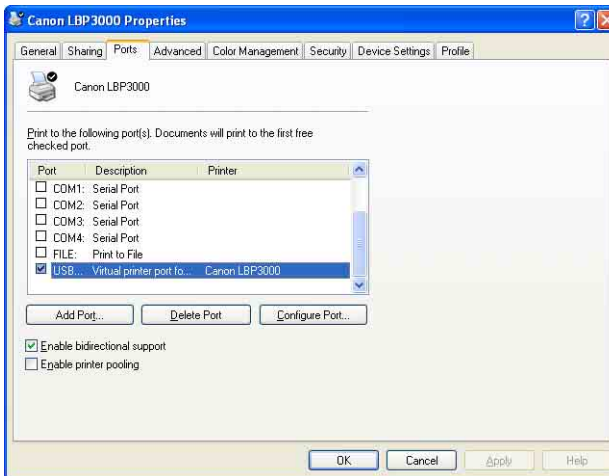 Canon LBP3000 Properties
General Sharing Ports Advanced Color Management Security Device Settings Profile
Canon LBP3000
Print to the following port(s). Documents will print to the first free
checked port.
Port Description Printer
COM1: Serial Port
COM2: Serial Port
COM3: Serial Port
COM4: Serial Port
FILE: Print to File
USB... Virtual printer port fo... Canon LBP3000
Add Port... Delete Port Configure Port...
Enable bidirectional support
Enable printer pooling
OK Cancel Apply Help